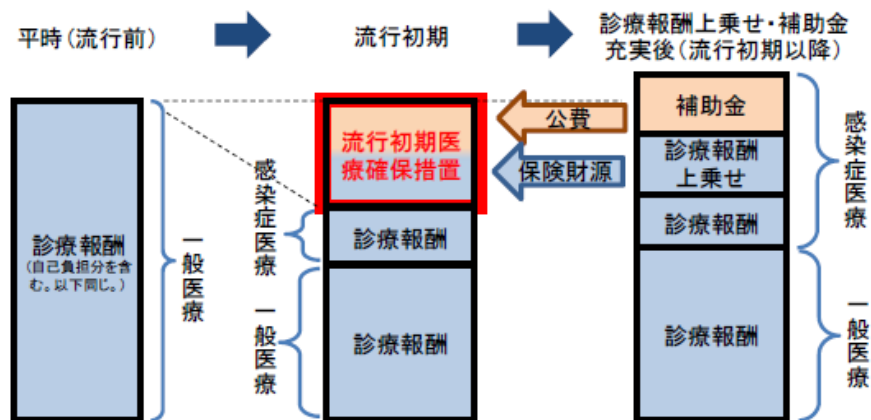 平時（流行前）
流行初期
診療報酬上乗せ・補助金
充実後（流行初期以降）
診療報酬
（自己負担分を含
む。以下同じ。）
一般医療
流行初期医
療確保措置
診療報酬
診療報酬
感染症医療
一般医療
公費
保険財源
補助金
診療報酬
上乗せ
診療報酬
診療報酬
感染症医療
一般医療